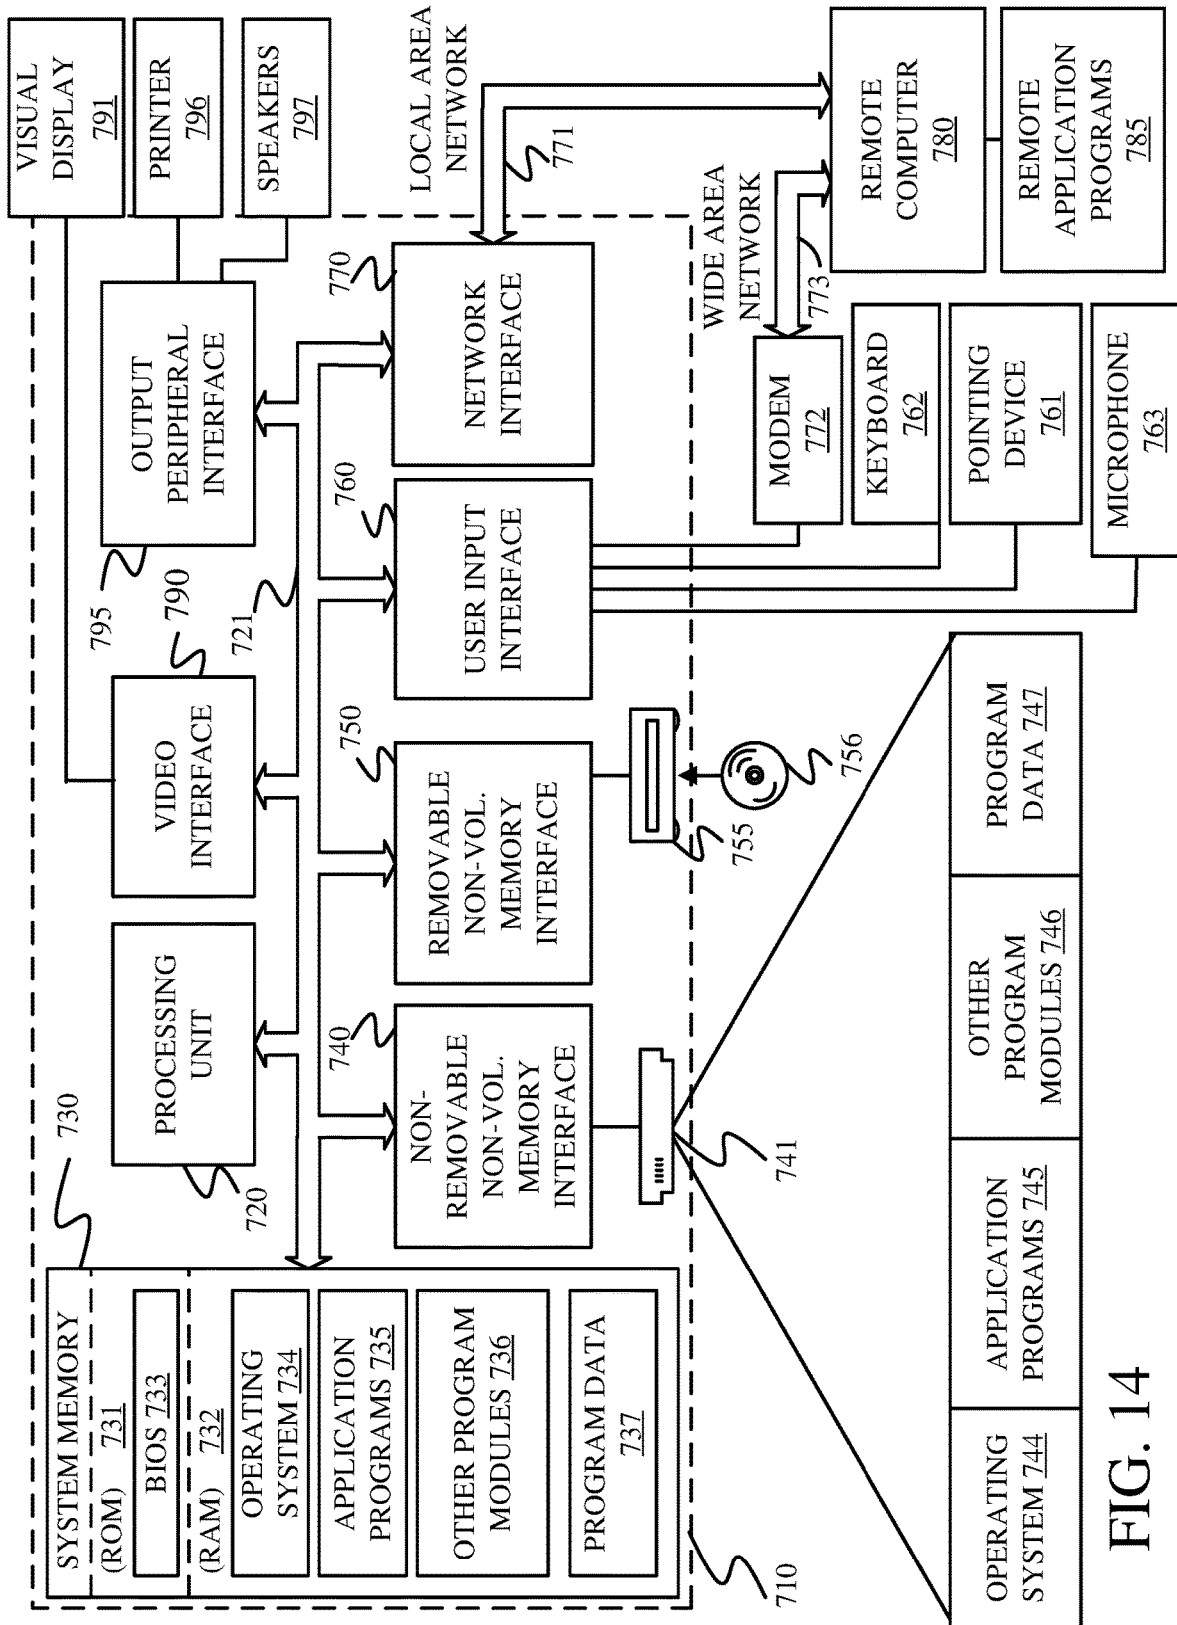 SYSTEM MEMORY
(ROM) 731
BIOS 733
(RAM) 732
OPERATING
SYSTEM 734
APPLICATION
PROGRAMS 735
OTHER PROGRAM
MODULES 736
PROGRAM DATA
737
730
710
PROCESSING
UNIT
720
VIDEO
INTERFACE
790
OUTPUT
PERIPHERAL
INTERFACE
795
721
VISUAL
DISPLAY
791
PRINTER
796
SPEAKERS
797
NON-
REMOVABLE
NON-VOL.
MEMORY
INTERFACE
740
REMOVABLE
NON-VOL.
MEMORY
INTERFACE
750
USER INPUT
INTERFACE
760
NETWORK
INTERFACE
770
LOCAL AREA
NETWORK
771
741
755
756
WIDE AREA
NETWORK
773
MODEM
772
KEYBOARD
762
POINTING
DEVICE
761
MICROPHONE
763
REMOTE
COMPUTER
780
REMOTE
APPLICATION
PROGRAMS
785
OPERATING
SYSTEM 744
APPLICATION
PROGRAMS 745
OTHER
PROGRAM
MODULES 746
PROGRAM
DATA 747
FIG. 14